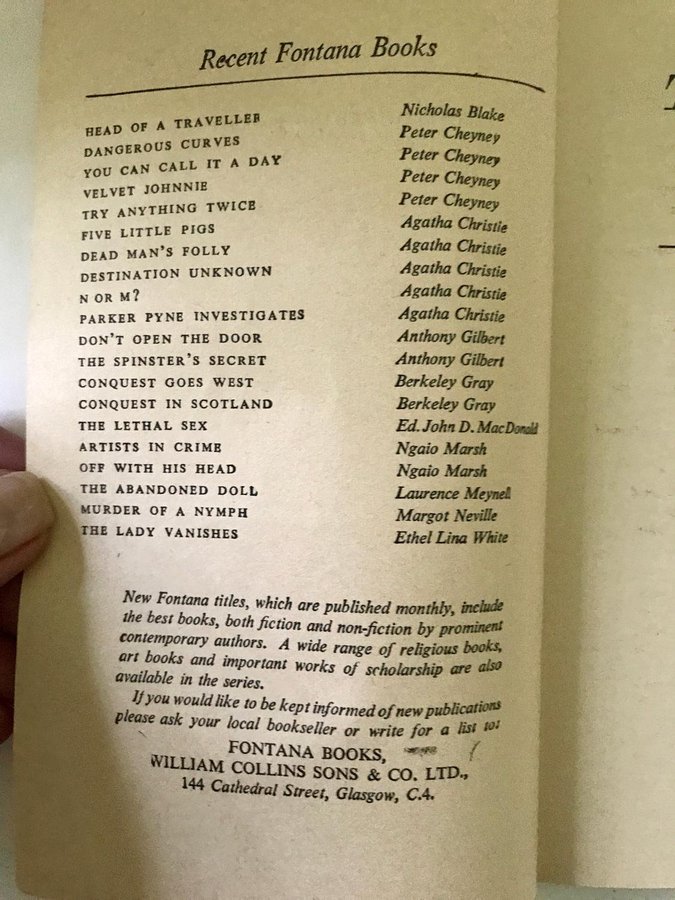 Recent Fontana Books
HEAD OF A TRAVELLER Nicholas Blake
DANGEROUS CURVES Peter Cheyney
YOU CAN CALL IT A DAY Peter Cheyney
VELVET JOHNNIE Peter Cheyney
TRY ANYTHING TWICE Peter Cheyney
FIVE LITTLE PIGS Agatha Christie
DEAD MAN'S FOLLY Agatha Christie
DESTINATION UNKNOWN Agatha Christie
N OR M? Agatha Christie
PARKER PYNE INVESTIGATES Agatha Christie
DON'T OPEN THE DOOR Anthony Gilbert
THE SPINSTER'S SECRET Anthony Gilbert
CONQUEST GOES WEST Berkeley Gray
CONQUEST IN SCOTLAND Berkeley Gray
THE LETHAL SEX Ed. John D. MacDonald
ARTISTS IN CRIME Ngaio Marsh
OFF WITH HIS HEAD Ngaio Marsh
THE ABANDONED DOLL Laurence Meynell
MURDER OF A NYMPH Margot Neville
THE LADY VANISHES Ethel Lina White
New Fontana titles, which are published monthly, include
the best books, both fiction and non-fiction by prominent
contemporary authors. A wide range of religious books,
art books and important works of scholarship are also
available in the series.
If you would like to be kept informed of new publications
please ask your local bookseller or write for a list to:
FONTANA BOOKS,
WILLIAM COLLINS SONS & CO. LTD.,
144 Cathedral Street, Glasgow, C.4.